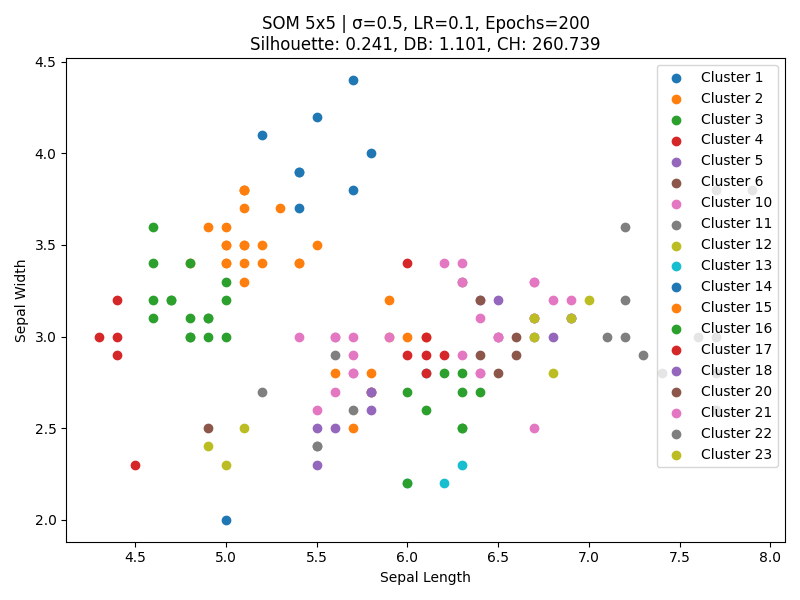 SOM 5x5 | σ=0.5, LR=0.1, Epochs=200
Silhouette: 0.241, DB: 1.101, CH: 260.739
Sepal Width
4.5
4.0
3.5
3.0
2.5
2.0
Cluster 1
Cluster 2
Cluster 3
Cluster 4
Cluster 5
Cluster 6
Cluster 10
Cluster 11
Cluster 12
Cluster 13
Cluster 14
Cluster 15
Cluster 16
Cluster 17
Cluster 18
Cluster 20
Cluster 21
Cluster 22
Cluster 23
4.5 5.0 5.5 6.0 6.5 7.0 7.5 8.0
Sepal Length